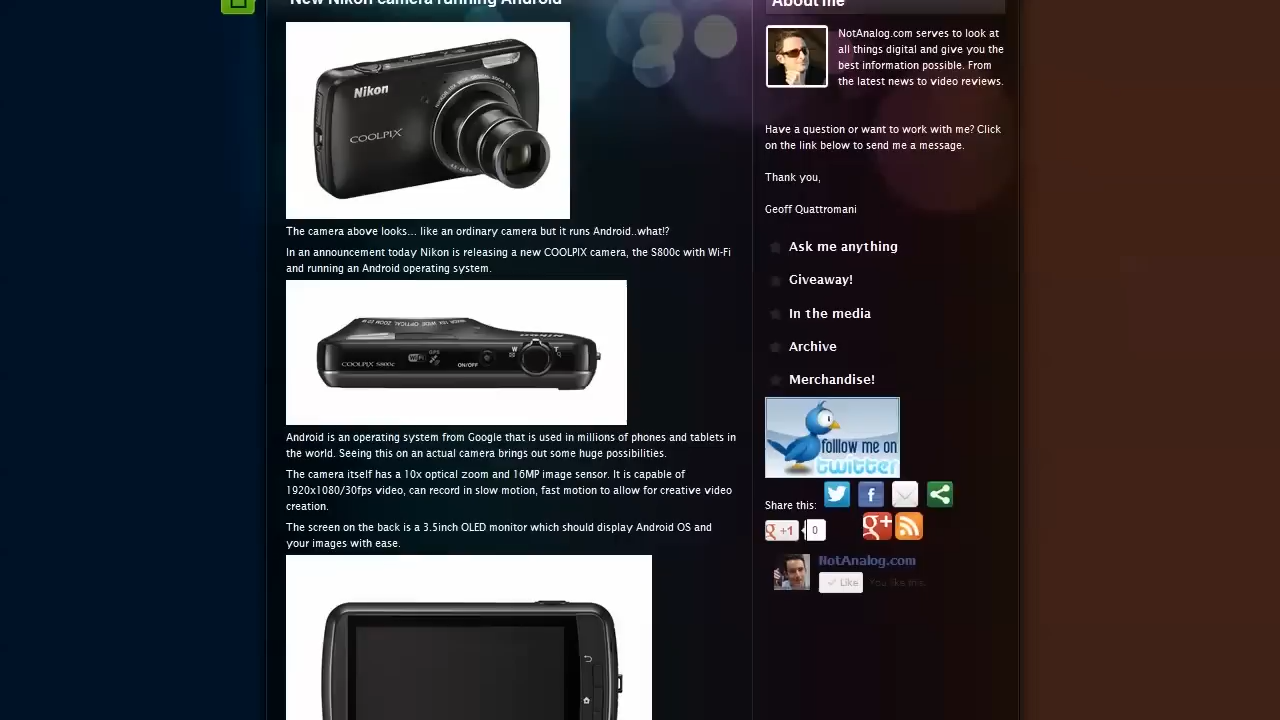 New Nikon camera running Android
Nikon
COOLPIX
The camera above looks... like an ordinary camera but it runs Android..what!?
In an announcement today Nikon is releasing a new COOLPIX camera, the S800c with Wi-Fi
and running an Android operating system.
COOLPIX S800c
WiFi
GPS
ON/OFF
W
T
Android is an operating system from Google that is used in millions of phones and tablets in
the world. Seeing this on an actual camera brings out some huge possibilities.
The camera itself has a 10x optical zoom and 16MP image sensor. It is capable of
1920x1080/30fps video, can record in slow motion, fast motion to allow for creative video
creation.
The screen on the back is a 3.5inch OLED monitor which should display Android OS and
your images with ease.
About me
NotAnalog.com serves to look at
all things digital and give you the
best information possible. From
the latest news to video reviews.
Have a question or want to work with me? Click
on the link below to send me a message.
Thank you,
Geoff Quattromani
Ask me anything
Giveaway!
In the media
Archive
Merchandise!
folllow me on
twitter
Share this:
+1
0
g+
NotAnalog.com
Like
You like this.